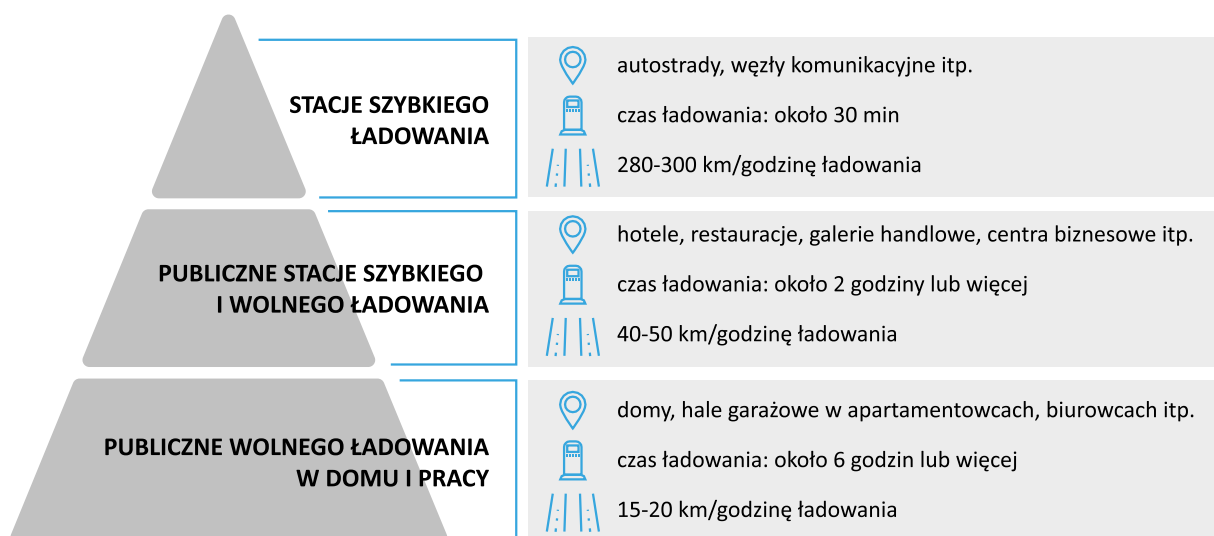 STACJE SZYBKIEGO
ŁADOWANIA
autostrady, węzły komunikacyjne itp.
czas ładowania: około 30 min
280-300 km/godzinę ładowania
PUBLICZNE STACJE SZYBKIEGO
I WOLNEGO ŁADOWANIA
hotele, restauracje, galerie handlowe, centra biznesowe itp.
czas ładowania: około 2 godziny lub więcej
40-50 km/godzinę ładowania
PUBLICZNE WOLNEGO ŁADOWANIA
W DOMU I PRACY
domy, hale garażowe w apartamentowcach, biurowcach itp.
czas ładowania: około 6 godzin lub więcej
15-20 km/godzinę ładowania